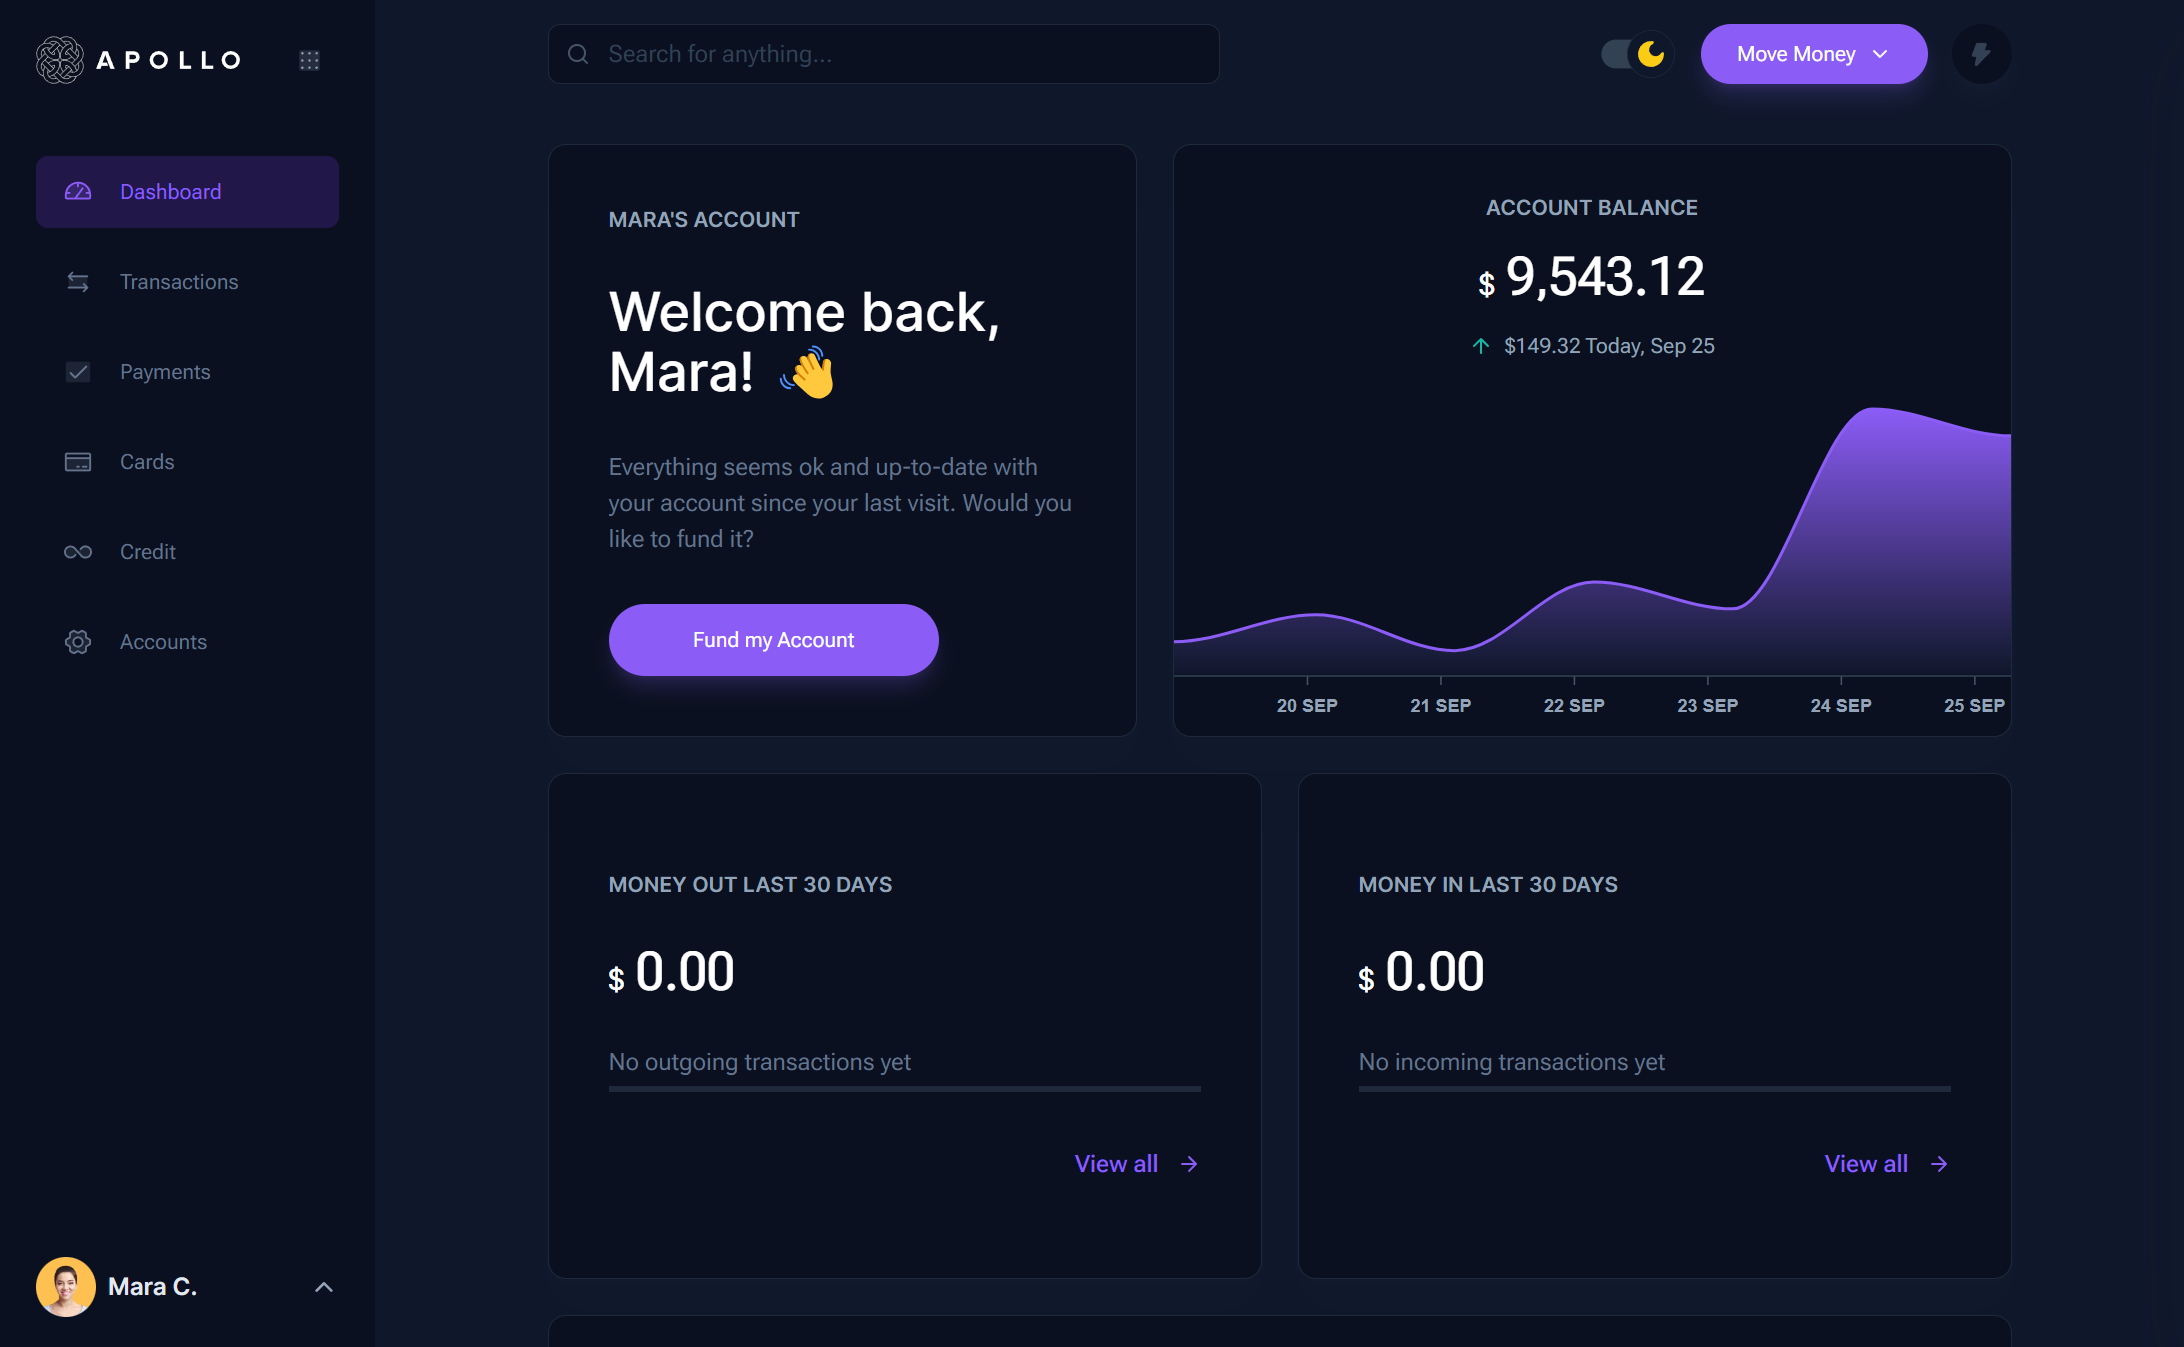 APOLLO
Dashboard
Transactions
Payments
Cards
Credit
Accounts
Mara C.
Search for anything...
Move Money
MARA'S ACCOUNT
Welcome back,
Mara! 👋
Everything seems ok and up-to-date with
your account since your last visit. Would you
like to fund it?
Fund my Account
ACCOUNT BALANCE
$ 9,543.12
$149.32 Today, Sep 25
20 SEP
21 SEP
22 SEP
23 SEP
24 SEP
25 SEP
MONEY OUT LAST 30 DAYS
$ 0.00
No outgoing transactions yet
View all
MONEY IN LAST 30 DAYS
$ 0.00
No incoming transactions yet
View all